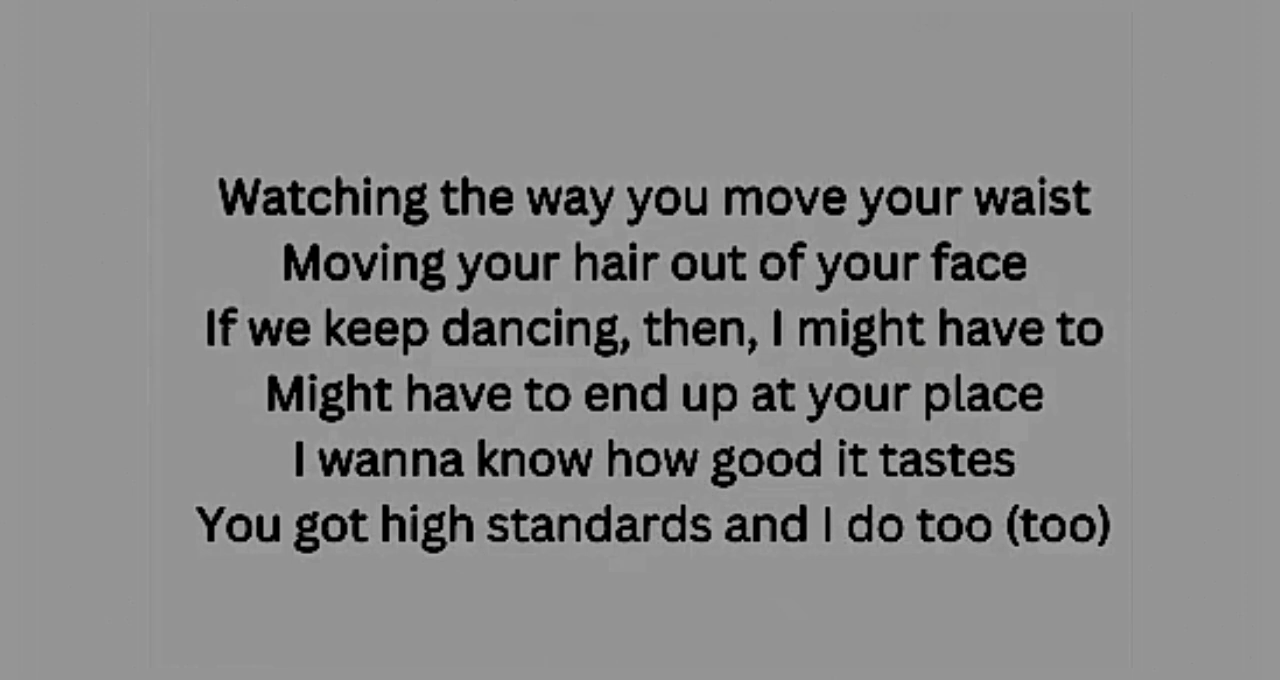 Watching the way you move your waist
Moving your hair out of your face
If we keep dancing, then, I might have to
Might have to end up at your place
I wanna know how good it tastes
You got high standards and I do too (too)